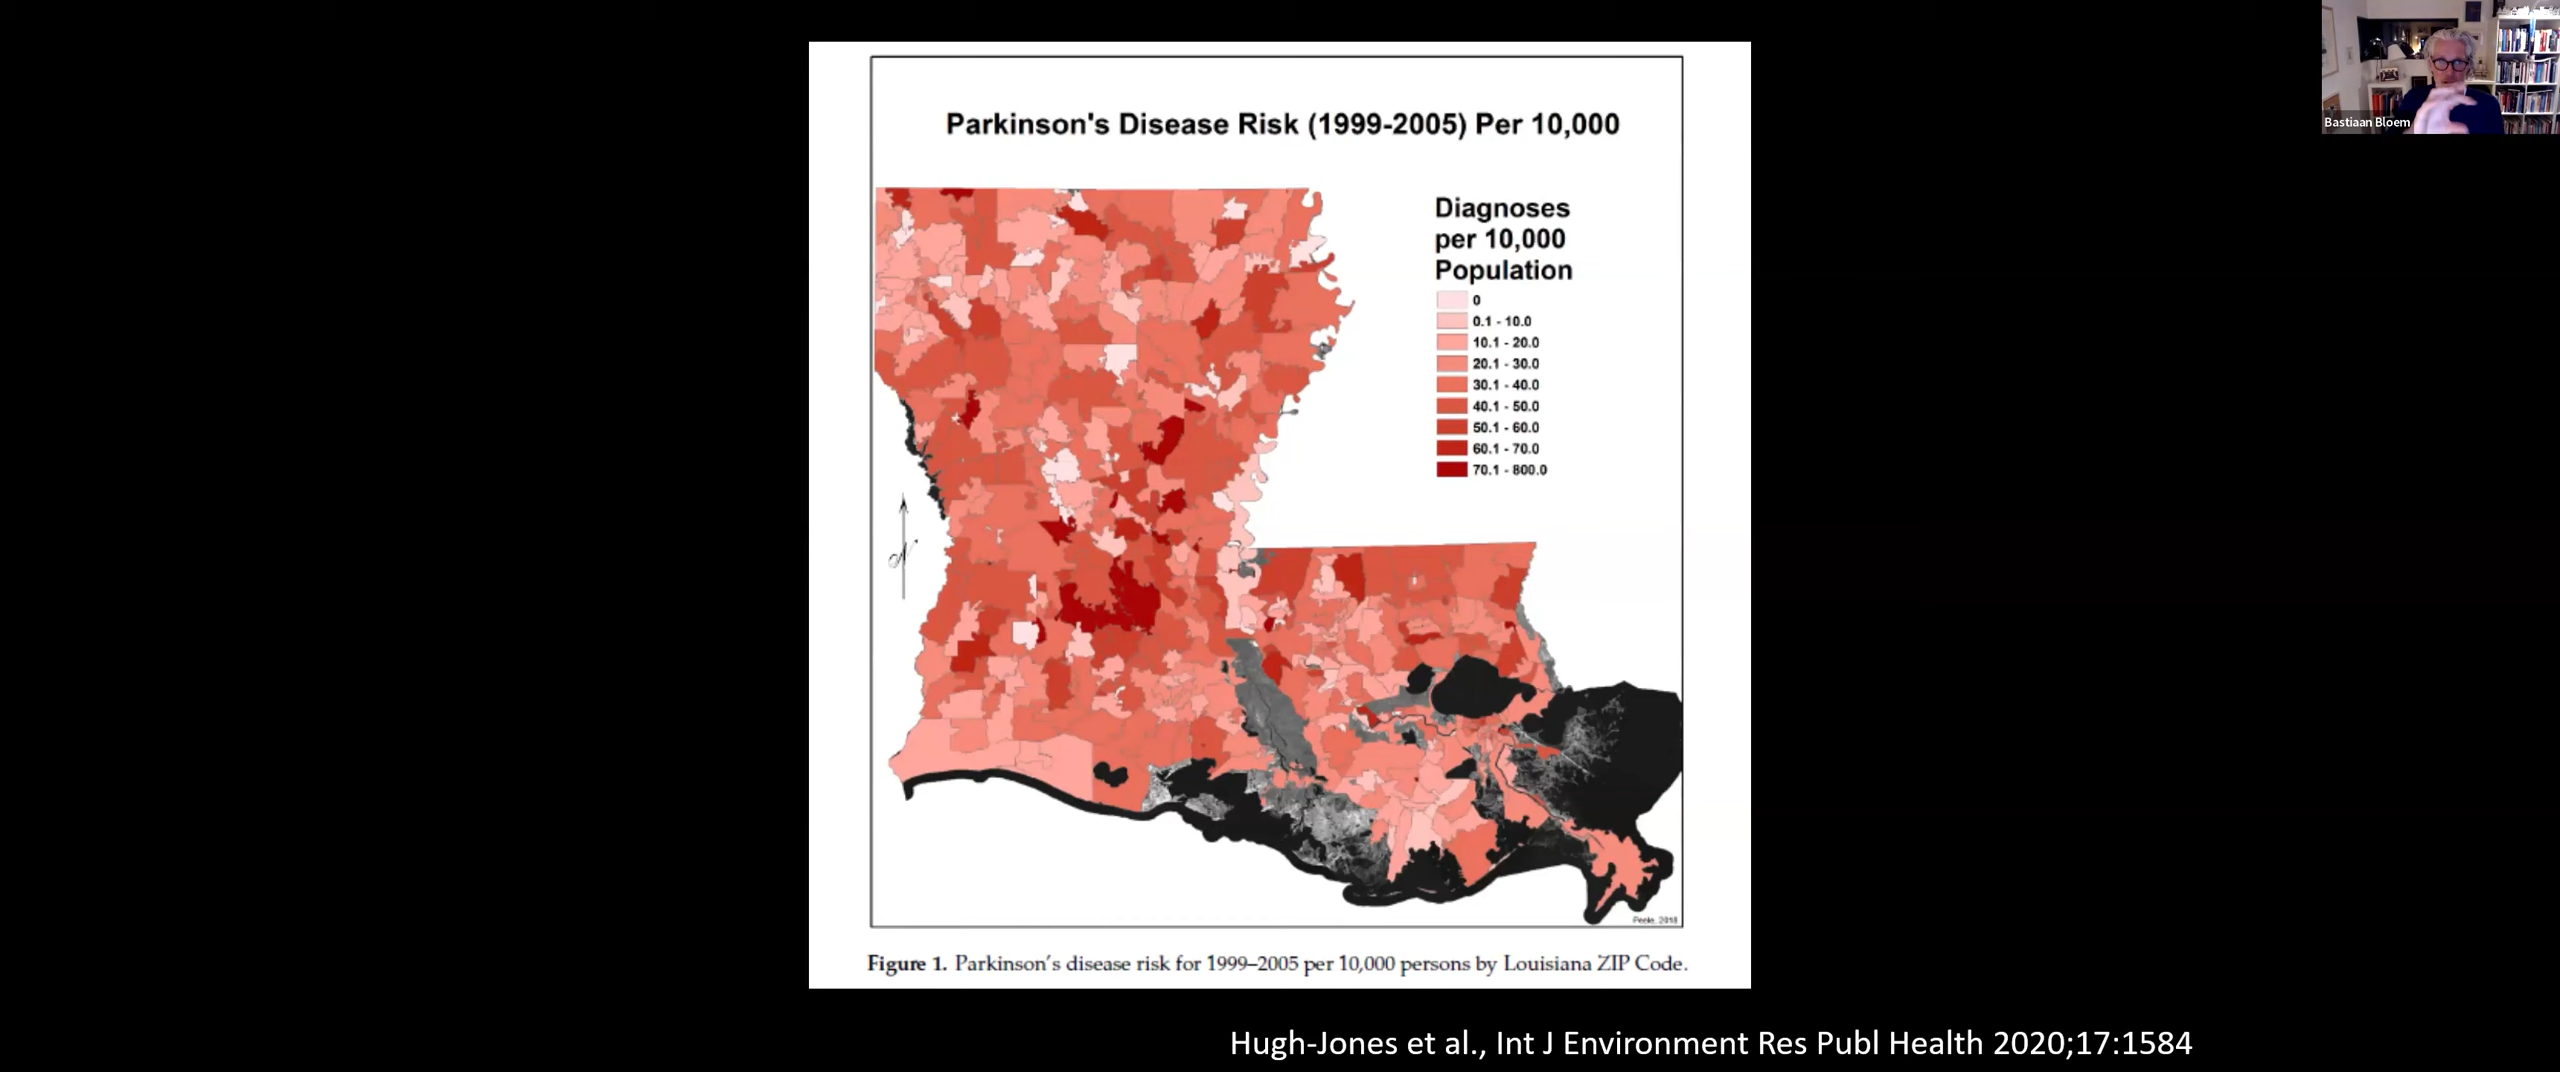 Parkinson's Disease Risk (1999-2005) Per 10,000
Diagnoses
per 10,000
Population
0
0.1 - 10.0
10.1 - 20.0
20.1 - 30.0
30.1 - 40.0
40.1 - 50.0
50.1 - 60.0
60.1 - 70.0
70.1 - 800.0
N
Peele, 2018
Figure 1. Parkinson's disease risk for 1999–2005 per 10,000 persons by Louisiana ZIP Code.
Hugh-Jones et al., Int J Environment Res Publ Health 2020;17:1584
Bastiaan Bloem